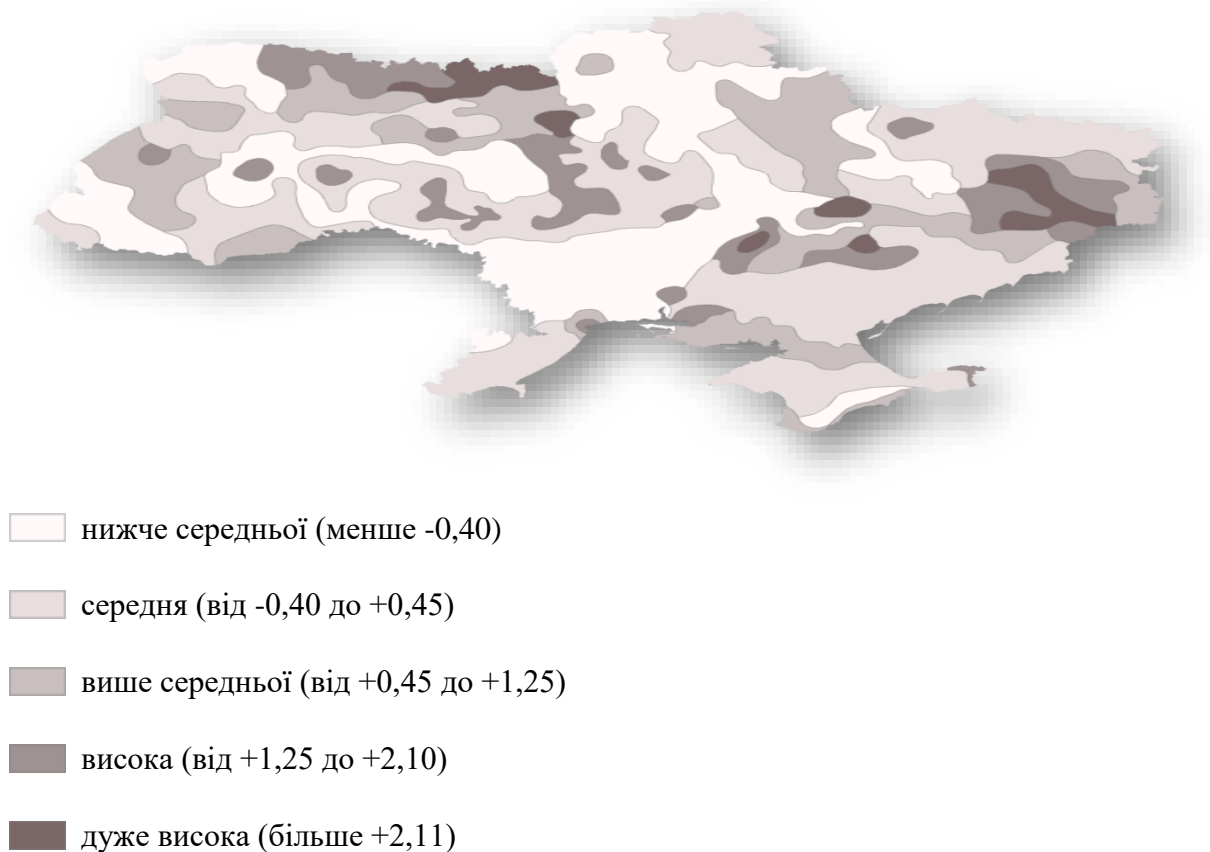 нижче середньої (менше -0,40)
середня (від -0,40 до +0,45)
више середньої (від +0,45 до +1,25)
висока (від +1,25 до +2,10)
дуже висока (більше +2,11)